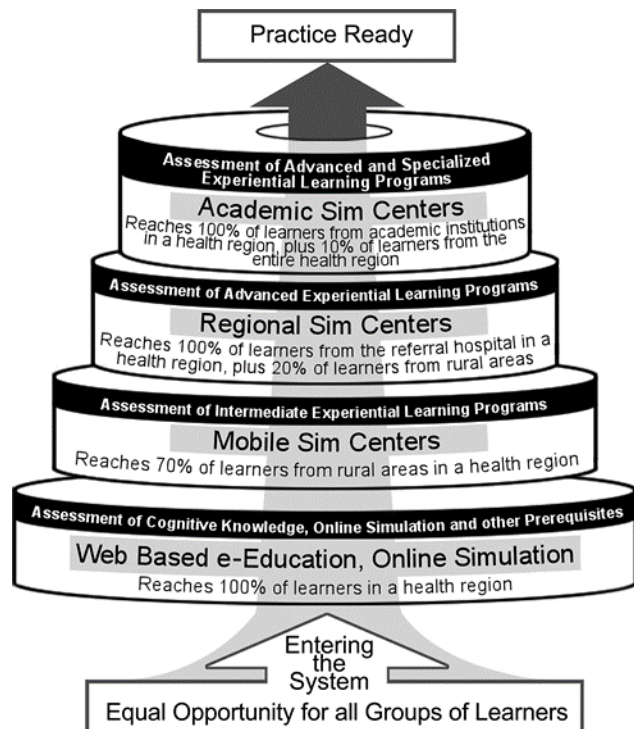 Practice Ready
Assessment of Advanced and Specialized
Experiential Learning Programs
Academic Sim Centers
Reaches 100% of learners from academic institutions
in a health region, plus 10% of learners from the
entire health region
Assessment of Advanced Experiential Learning Programs
Regional Sim Centers
Reaches 100% of learners from the referral hospital in a
health region, plus 20% of learners from rural areas
Assessment of Intermediate Experiential Learning Programs
Mobile Sim Centers
Reaches 70% of learners from rural areas in a health region
Assessment of Cognitive Knowledge, Online Simulation and other Prerequisites
Web Based e-Education, Online Simulation
Reaches 100% of learners in a health region
Entering
the
System
Equal Opportunity for all Groups of Learners